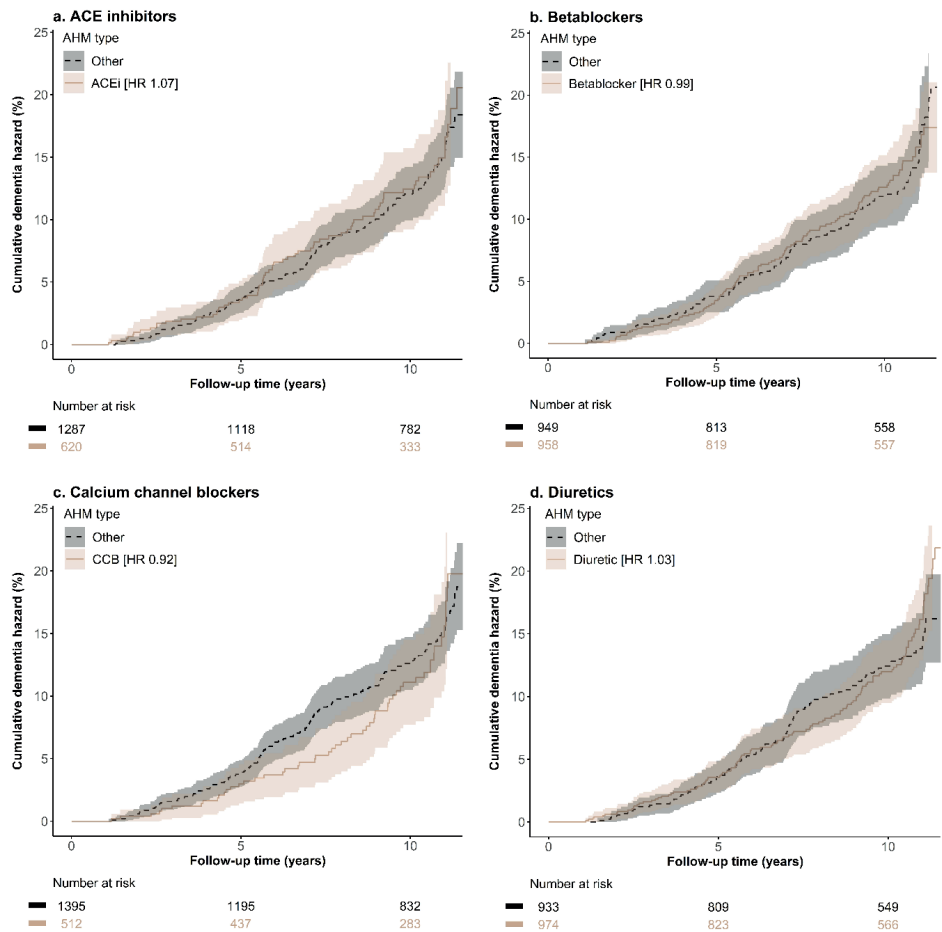 a. ACE inhibitors
AHM type
Other
ACEi [HR 1.07]
25
20
15
10
5
0
Cumulative dementia hazard (%)
0 5 10
Follow-up time (years)
Number at risk
1287 1118 782
620 514 333
b. Betablockers
AHM type
Other
Betablocker [HR 0.99]
25
20
15
10
5
0
Cumulative dementia hazard (%)
0 5 10
Follow-up time (years)
Number at risk
949 813 558
958 819 557
c. Calcium channel blockers
AHM type
Other
CCB [HR 0.92]
25
20
15
10
5
0
Cumulative dementia hazard (%)
0 5 10
Follow-up time (years)
Number at risk
1395 1195 832
512 437 283
d. Diuretics
AHM type
Other
Diuretic [HR 1.03]
25
20
15
10
5
0
Cumulative dementia hazard (%)
0 5 10
Follow-up time (years)
Number at risk
933 809 549
974 823 566